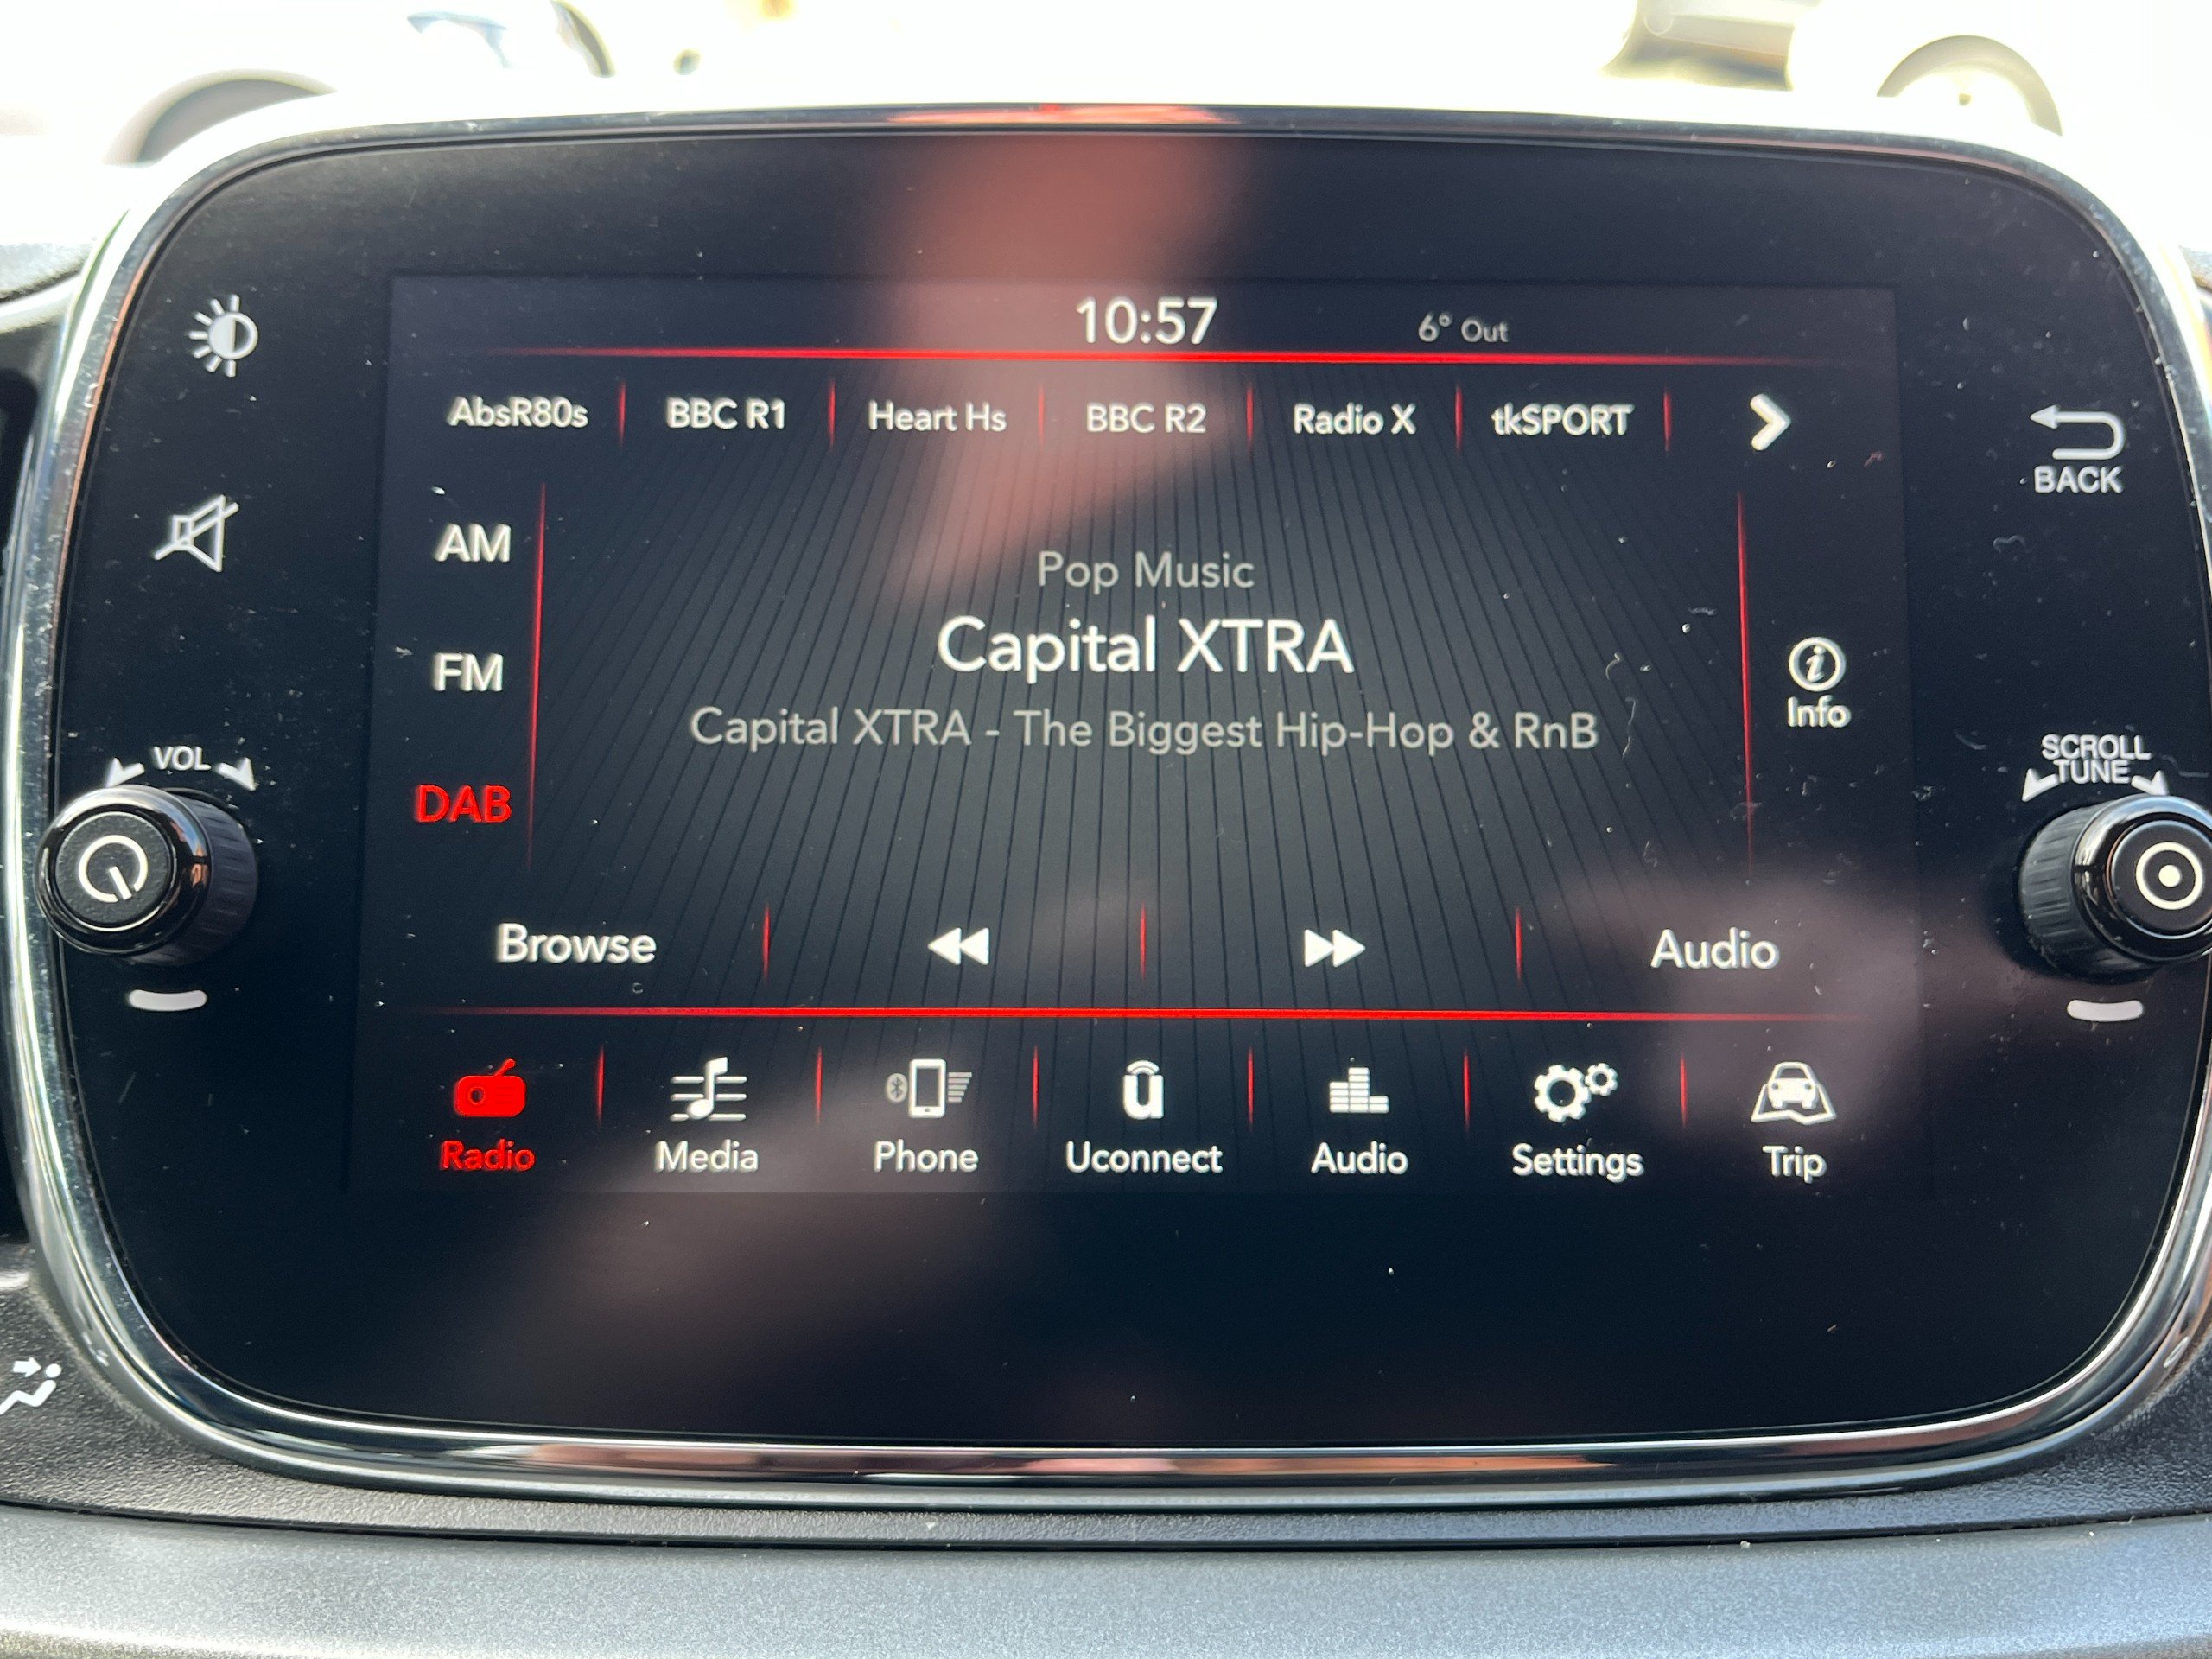 10:57 6° Out
AbsR80s BBC R1 Heart Hs BBC R2 Radio X tkSPORT
BACK
AM
Pop Music
Capital XTRA
FM
Info
Capital XTRA - The Biggest Hip-Hop & RnB
VOL
SCROLL
TUNE
DAB
Browse Audio
Radio Media Phone Uconnect Audio Settings Trip